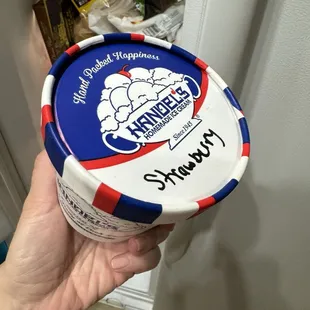 Hand Packed Happiness
HANDEL'S
HOMEMADE ICE CREAM
Since 1945
Strawberry